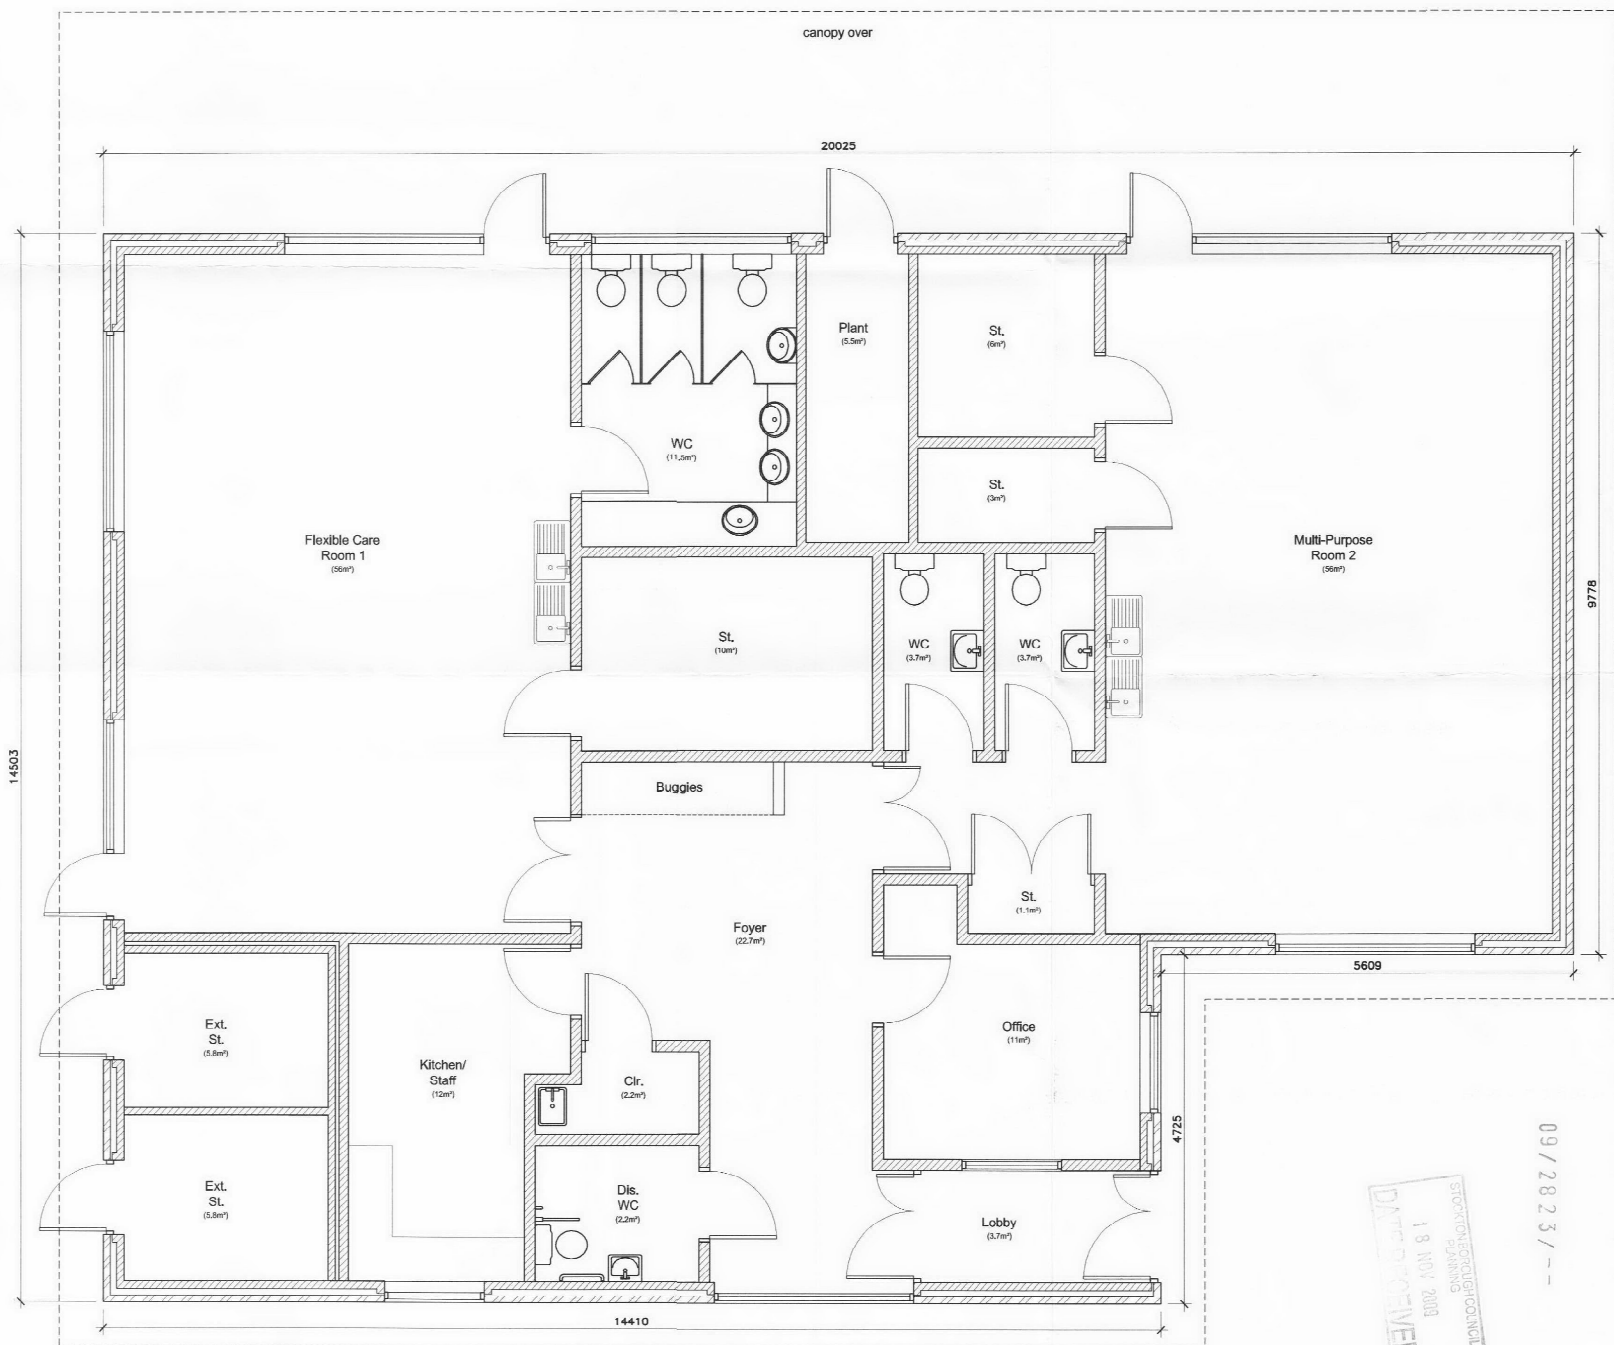 canopy over
20025
Plant
(5.5m²)
St.
(6m²)
WC
(11.5m²)
St.
(3m²)
Flexible Care
Room 1
(56m²)
Multi-Purpose
Room 2
(56m²)
9778
St.
(10m²)
WC
(3.7m²)
WC
(3.7m²)
14503
Buggies
St.
(1.1m²)
Foyer
(22.7m²)
5609
Ext.
St.
(5.8m²)
Office
(11m²)
Kitchen/
Staff
(12m²)
Clr.
(2.2m²)
4725
Ext.
St.
(5.8m²)
Dis.
WC
(2.2m²)
Lobby
(3.7m²)
14410
09/2823/--
STOCKTON BOROUGH COUNCIL
PLANNING
18 NOV 2009